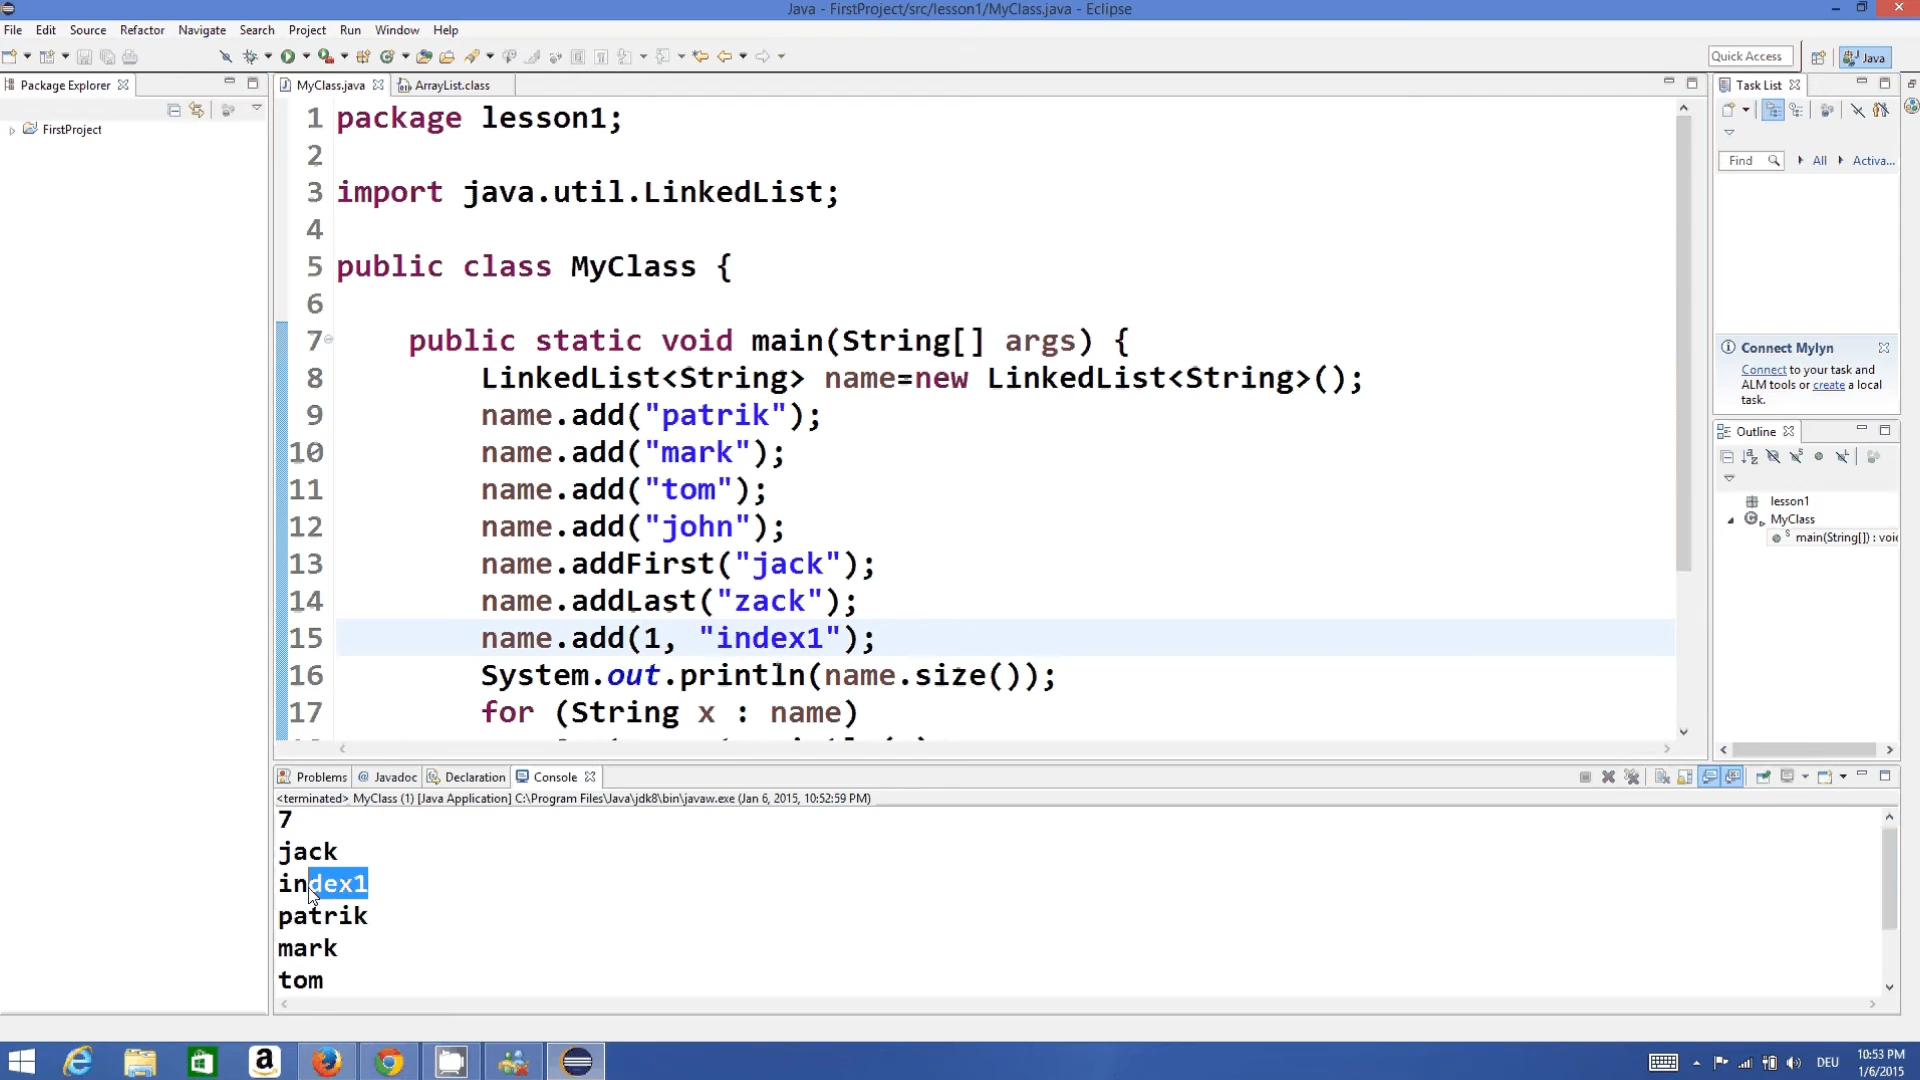 Java - FirstProject/src/lesson1/MyClass.java - Eclipse
File Edit Source Refactor Navigate Search Project Run Window Help
Quick Access
Java
Package Explorer
FirstProject
MyClass.java
ArrayList.class
1 package lesson1;
2
3 import java.util.LinkedList;
4
5 public class MyClass {
6
7 public static void main(String[] args) {
8 LinkedList<String> name=new LinkedList<String>();
9 name.add("patrik");
10 name.add("mark");
11 name.add("tom");
12 name.add("john");
13 name.addFirst("jack");
14 name.addLast("zack");
15 name.add(1, "index1");
16 System.out.println(name.size());
17 for (String x : name)
Task List
Find
All
Activa...
Connect Mylyn
Connect to your task and
ALM tools or create a local
task.
Outline
lesson1
MyClass
main(String[]) : voi
Problems @ Javadoc Declaration Console
<terminated> MyClass (1) [Java Application] C:\Program Files\Java\jdk8\bin\javaw.exe (Jan 6, 2015, 10:52:59 PM)
7
jack
index1
patrik
mark
tom
DEU
10:53 PM
1/6/2015